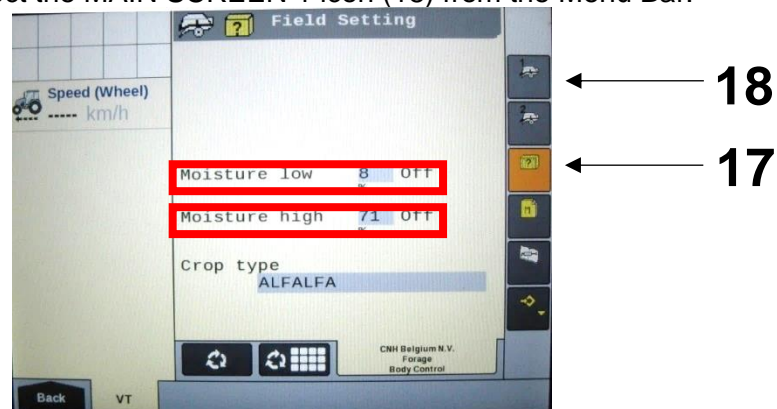 Field Setting
Speed (Wheel)
----- km/h
18
17
Moisture low 8 Off
%
Moisture high 71 Off
%
Crop type
ALFALFA
CNH Belgium N.V.
Forage
Body Control
Back VT